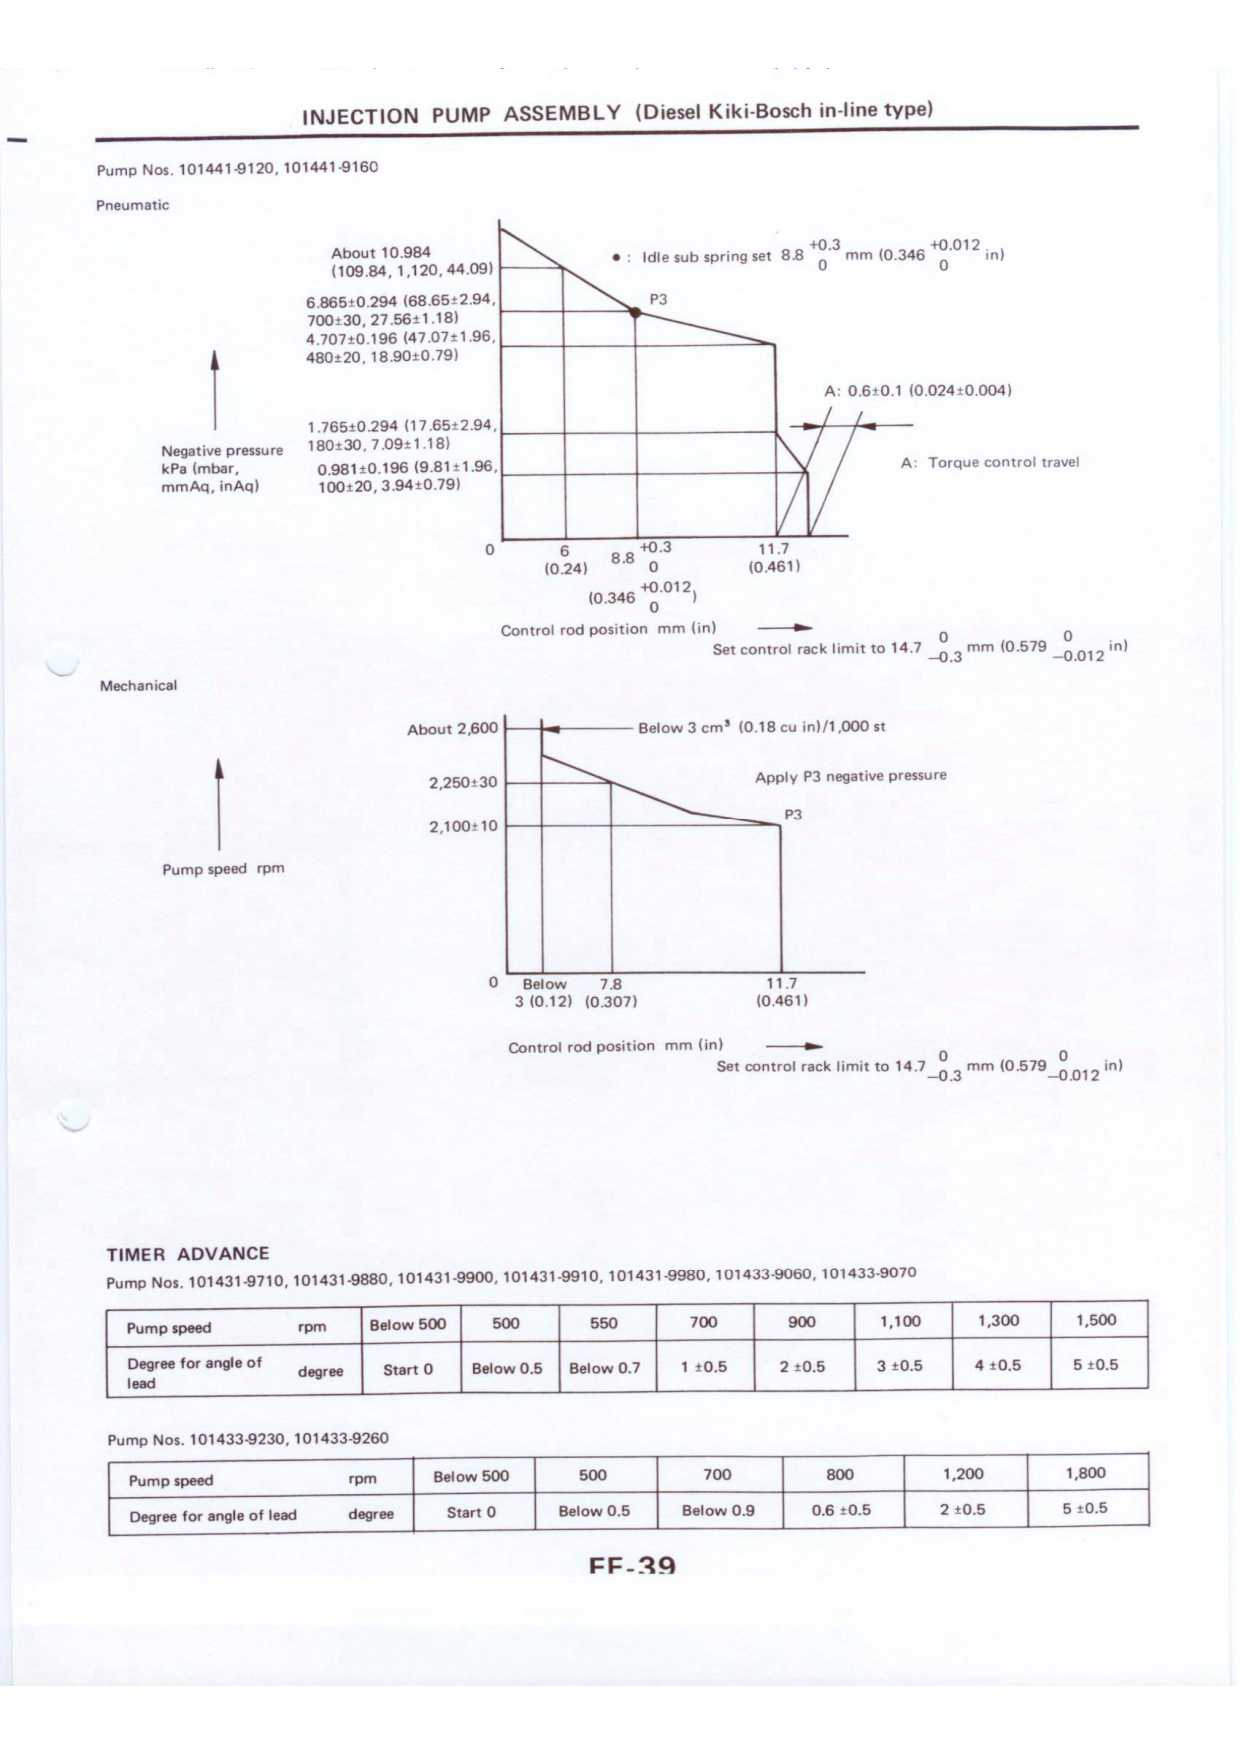 INJECTION PUMP ASSEMBLY (Diesel Kiki-Bosch in-line type)
Pump Nos. 101441-9120, 101441-9160
Pneumatic
About 10.984
(109.84, 1,120, 44.09)
● : Idle sub spring set 8.8 +0.3 0 mm (0.346 +0.012 0 in)
6.865±0.294 (68.65±2.94,
700±30, 27.56±1.18)
P3
4.707±0.196 (47.07±1.96,
480±20, 18.90±0.79)
A: 0.6±0.1 (0.024±0.004)
1.765±0.294 (17.65±2.94,
180±30, 7.09±1.18)
Negative pressure
kPa (mbar,
mmAq, inAq)
A: Torque control travel
0.981±0.196 (9.81±1.96,
100±20, 3.94±0.79)
0
6
(0.24)
8.8 +0.3 0
(0.346 +0.012 0)
11.7
(0.461)
Control rod position mm (in)
Set control rack limit to 14.7 0 –0.3 mm (0.579 0 –0.012 in)
Mechanical
About 2,600
Below 3 cm³ (0.18 cu in)/1,000 st
2,250±30
Apply P3 negative pressure
P3
2,100±10
Pump speed rpm
0
Below
3 (0.12)
7.8
(0.307)
11.7
(0.461)
Control rod position mm (in)
Set control rack limit to 14.7 0 –0.3 mm (0.579 0 –0.012 in)
TIMER ADVANCE
Pump Nos. 101431-9710, 101431-9880, 101431-9900, 101431-9910, 101431-9980, 101433-9060, 101433-9070
Pump speed rpm Below 500 500 550 700 900 1,100 1,300 1,500
Degree for angle of
lead degree Start 0 Below 0.5 Below 0.7 1 ±0.5 2 ±0.5 3 ±0.5 4 ±0.5 5 ±0.5
Pump Nos. 101433-9230, 101433-9260
Pump speed rpm Below 500 500 700 800 1,200 1,800
Degree for angle of lead degree Start 0 Below 0.5 Below 0.9 0.6 ±0.5 2 ±0.5 5 ±0.5
EF-39